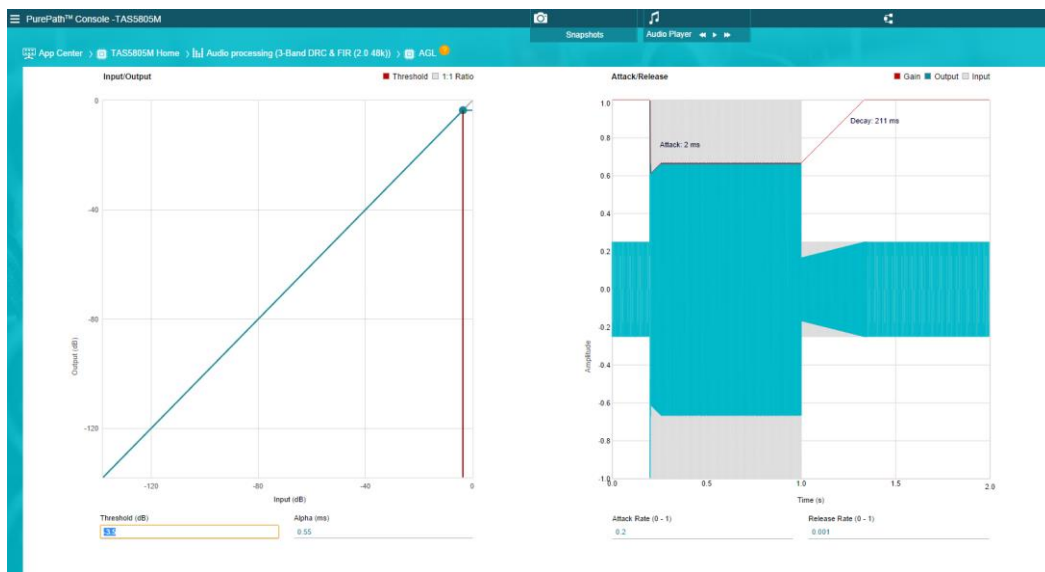 PurePath™ Console -TAS5805M
Snapshots
Audio Player
App Center > TAS5805M Home > Audio processing (3-Band DRC & FIR (2.0 48k)) > AGL
Input/Output
Threshold 1:1 Ratio
0
-40
-80
-120
Output (dB)
-120 -80 -40 0
Input (dB)
Threshold (dB)
Alpha (ms)
0.55
Attack/Release
Gain Output Input
1.0
0.8
0.6
0.4
0.2
0.0
-0.2
-0.4
-0.6
-0.8
-1.0
Amplitude
Attack: 2 ms
Decay: 211 ms
0.0 0.5 1.0 1.5 2.0
Time (s)
Attack Rate (0 - 1)
0.2
Release Rate (0 - 1)
0.001